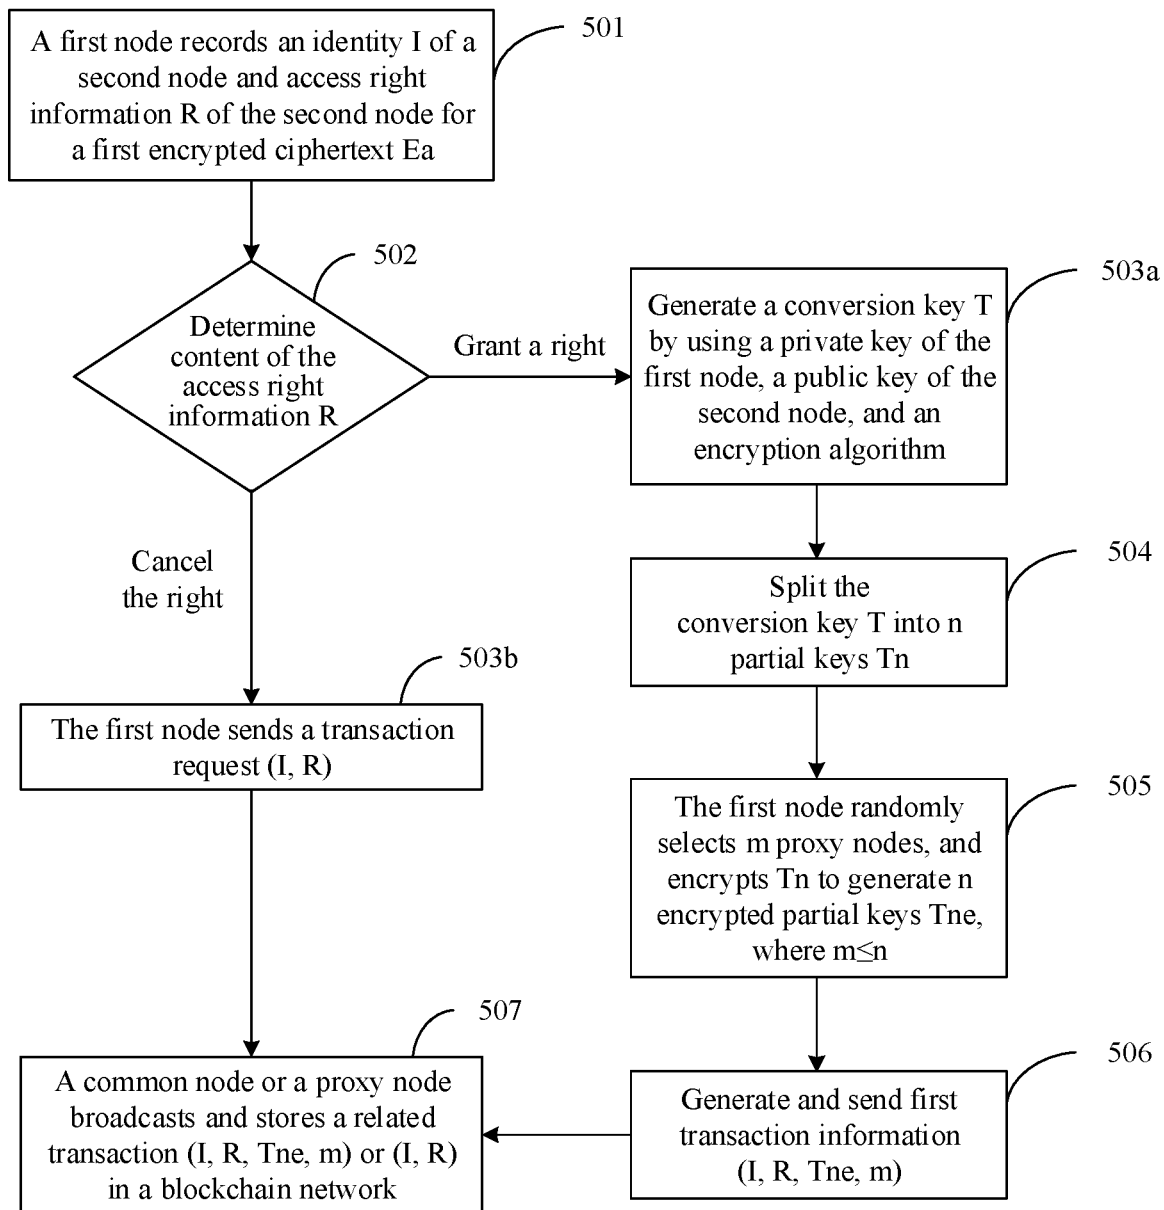 A first node records an identity I of a
second node and access right
information R of the second node for
a first encrypted ciphertext Ea
501
502
Determine
content of the
access right
information R
Grant a right
503a
Generate a conversion key T
by using a private key of the
first node, a public key of the
second node, and an
encryption algorithm
Cancel
the right
504
Split the
conversion key T into n
partial keys Tn
503b
The first node sends a transaction
request (I, R)
505
The first node randomly
selects m proxy nodes, and
encrypts Tn to generate n
encrypted partial keys Tne,
where m≤n
506
Generate and send first
transaction information
(I, R, Tne, m)
507
A common node or a proxy node
broadcasts and stores a related
transaction (I, R, Tne, m) or (I, R)
in a blockchain network